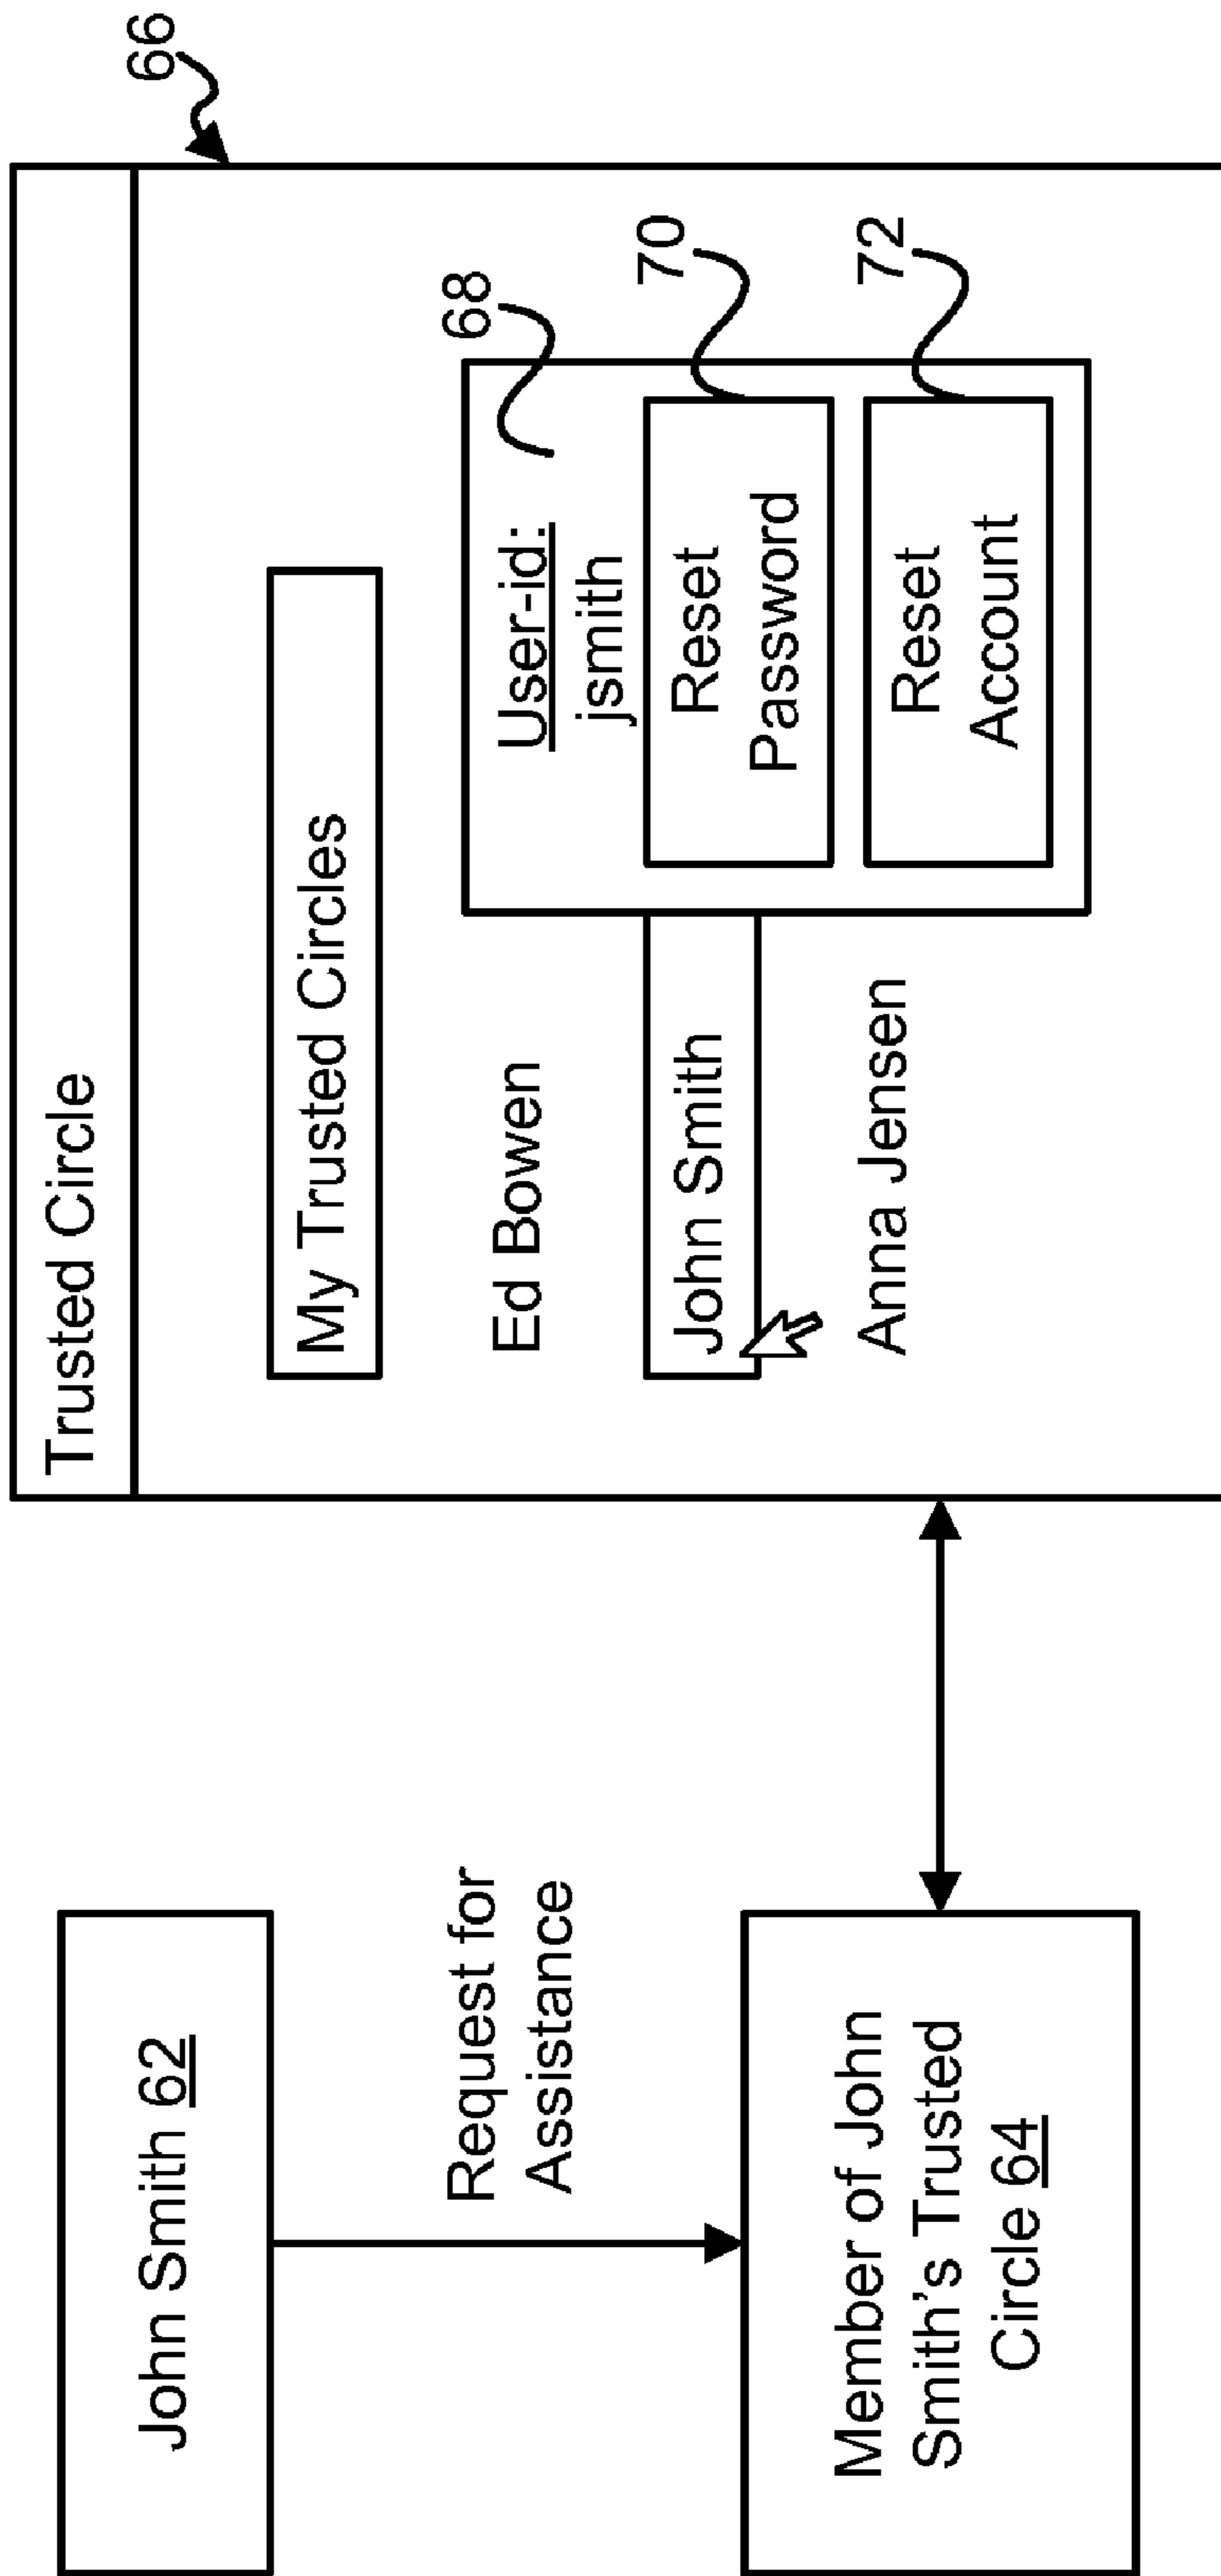 John Smith 62
Request for
Assistance
Member of John
Smith's Trusted
Circle 64
Trusted Circle
66
My Trusted Circles
Ed Bowen
John Smith
Anna Jensen
User-id:
jsmith
68
Reset
Password
70
Reset
Account
72